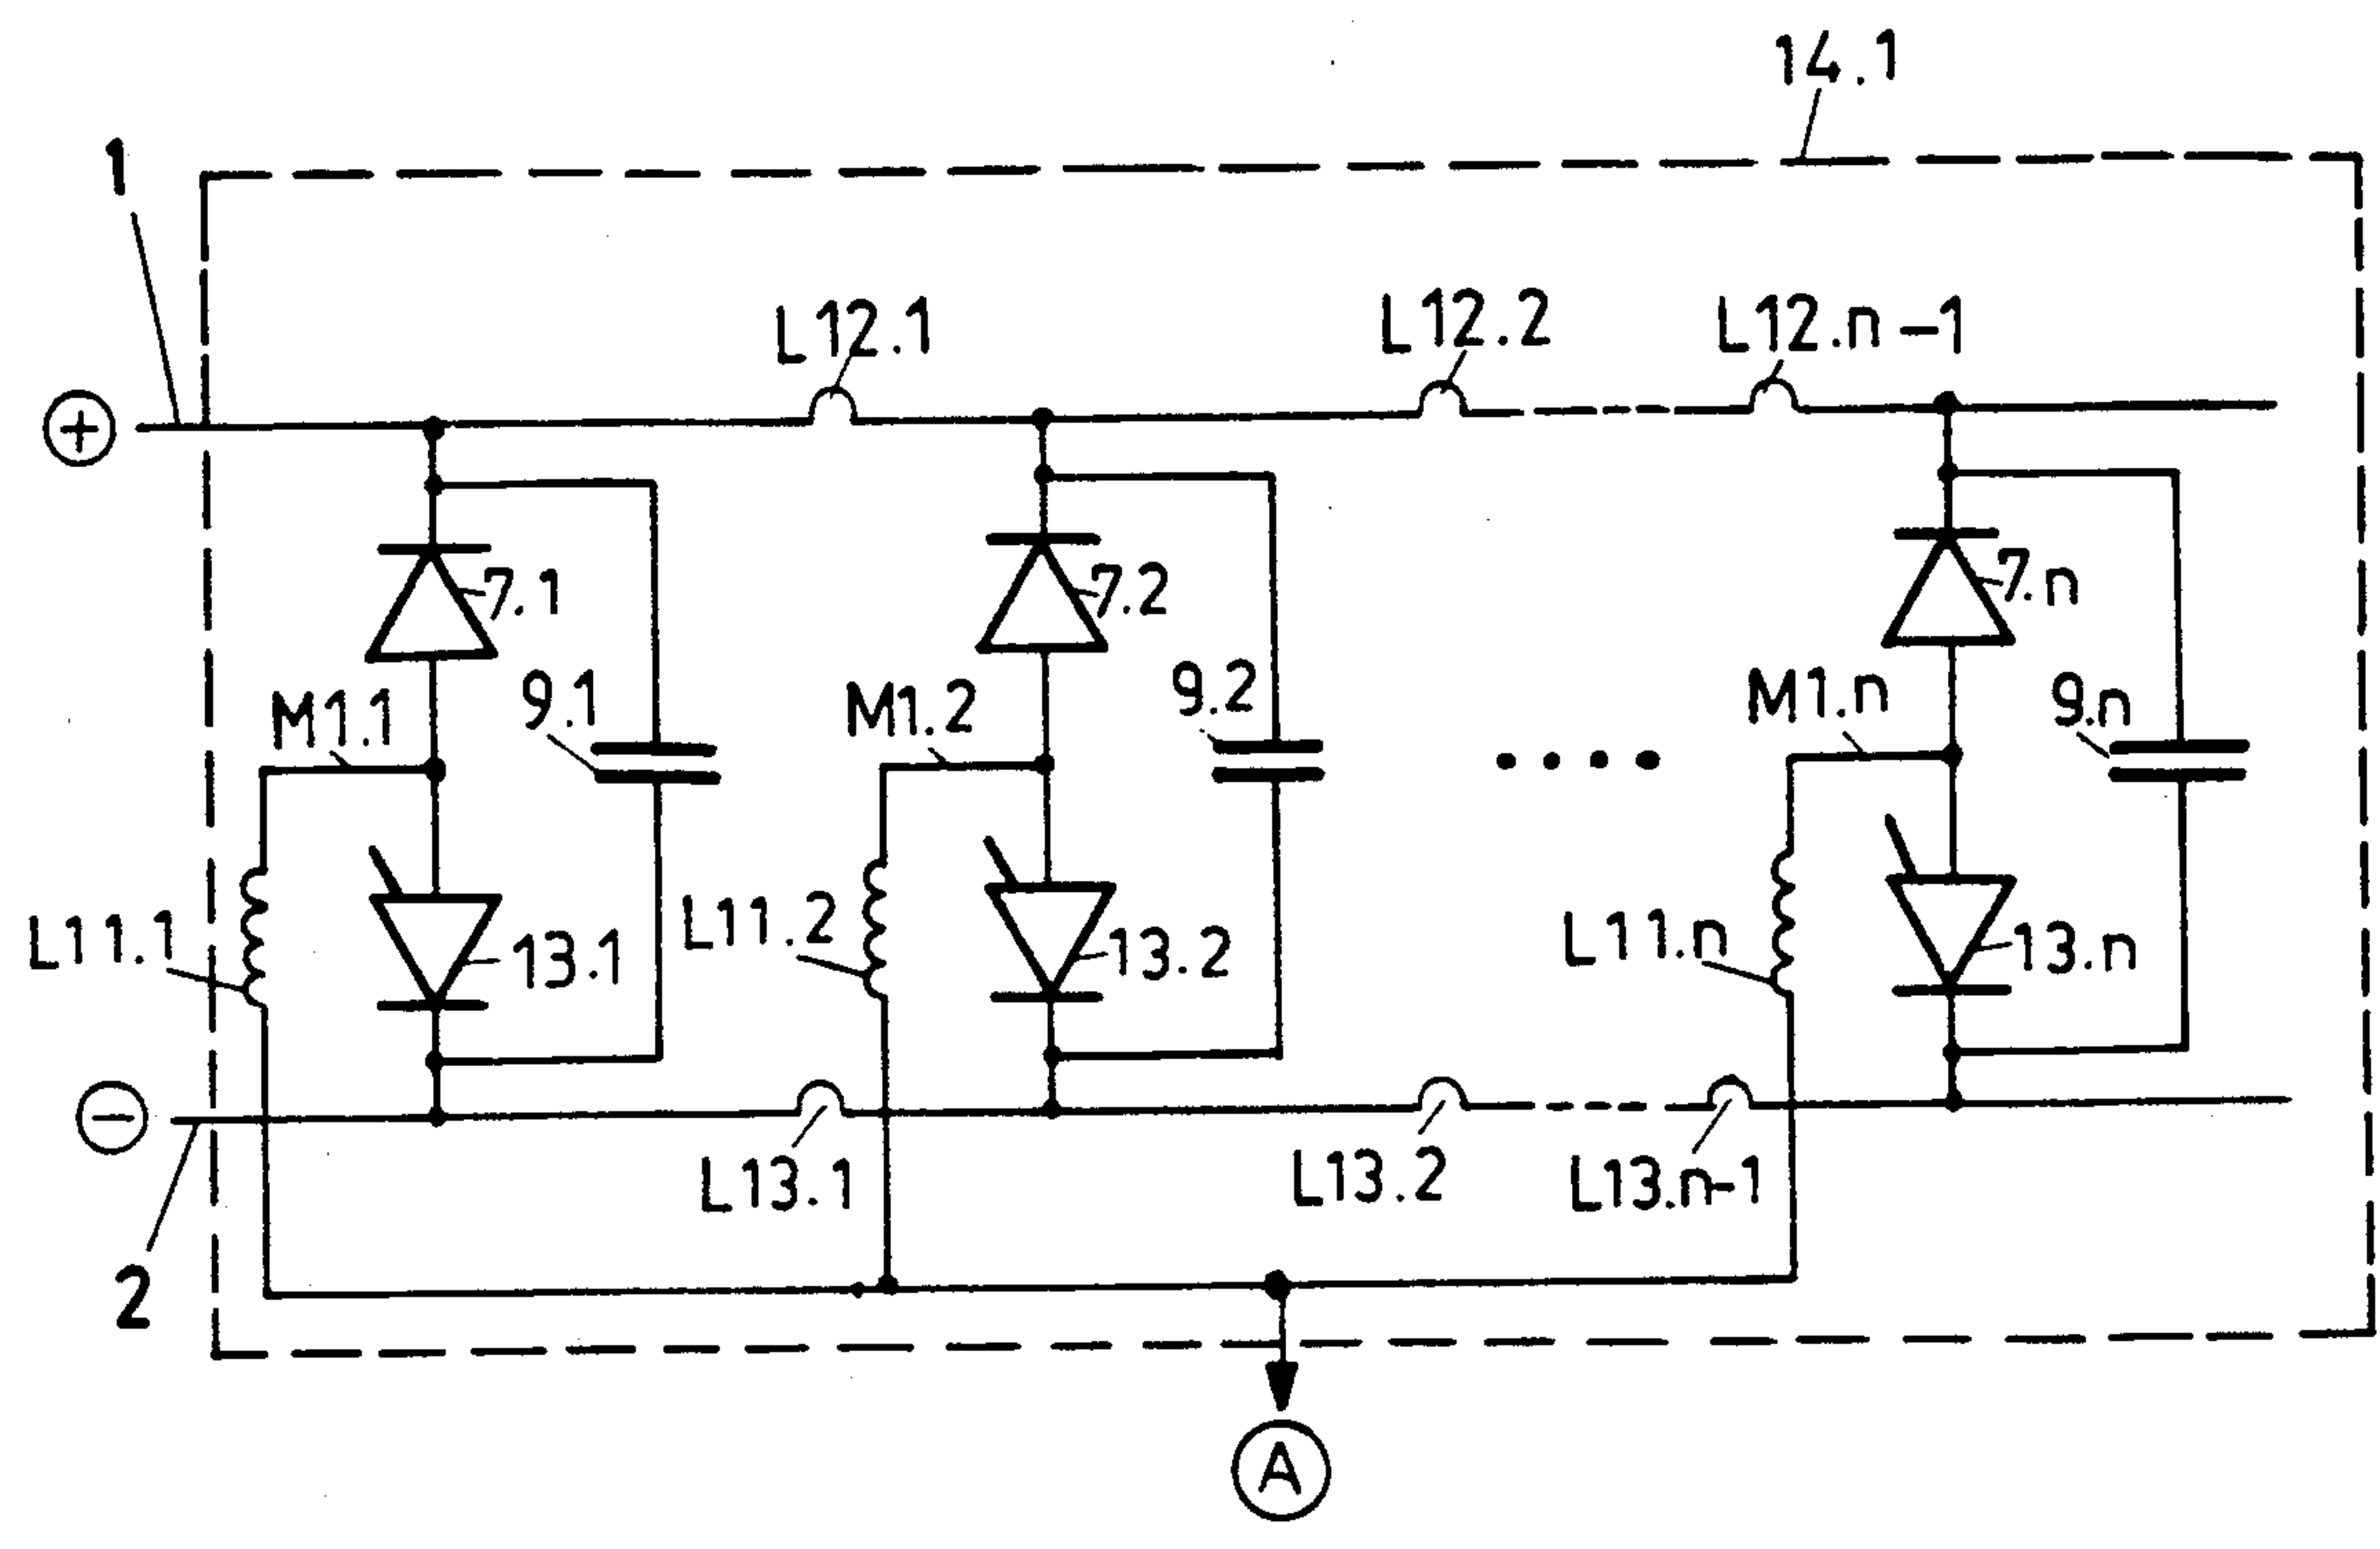 14.1
1
L12.1
L12.2
L12.n-1
+
7.1
7.2
7.n
M1.1
9.1
M1.2
9.2
M1.n
9.n
L11.1
13.1
L11.2
13.2
L11.n
13.n
−
L13.1
L13.2
L13.n-1
2
A